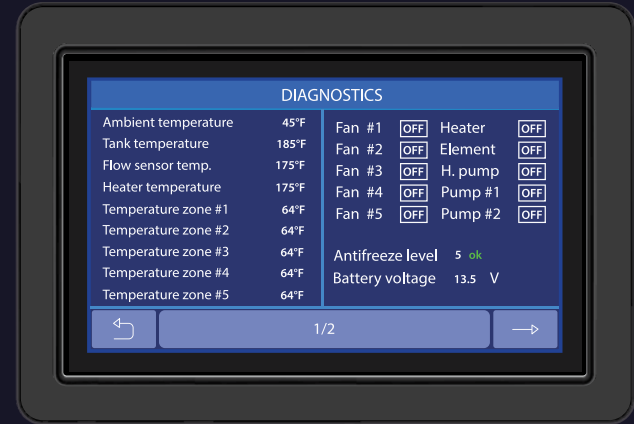 DIAGNOSTICS
Ambient temperature 45°F
Tank temperature 185°F
Flow sensor temp. 175°F
Heater temperature 175°F
Temperature zone #1 64°F
Temperature zone #2 64°F
Temperature zone #3 64°F
Temperature zone #4 64°F
Temperature zone #5 64°F
Fan #1 OFF Heater OFF
Fan #2 OFF Element OFF
Fan #3 OFF H. pump OFF
Fan #4 OFF Pump #1 OFF
Fan #5 OFF Pump #2 OFF
Antifreeze level 5 ok
Battery voltage 13.5 V
1/2